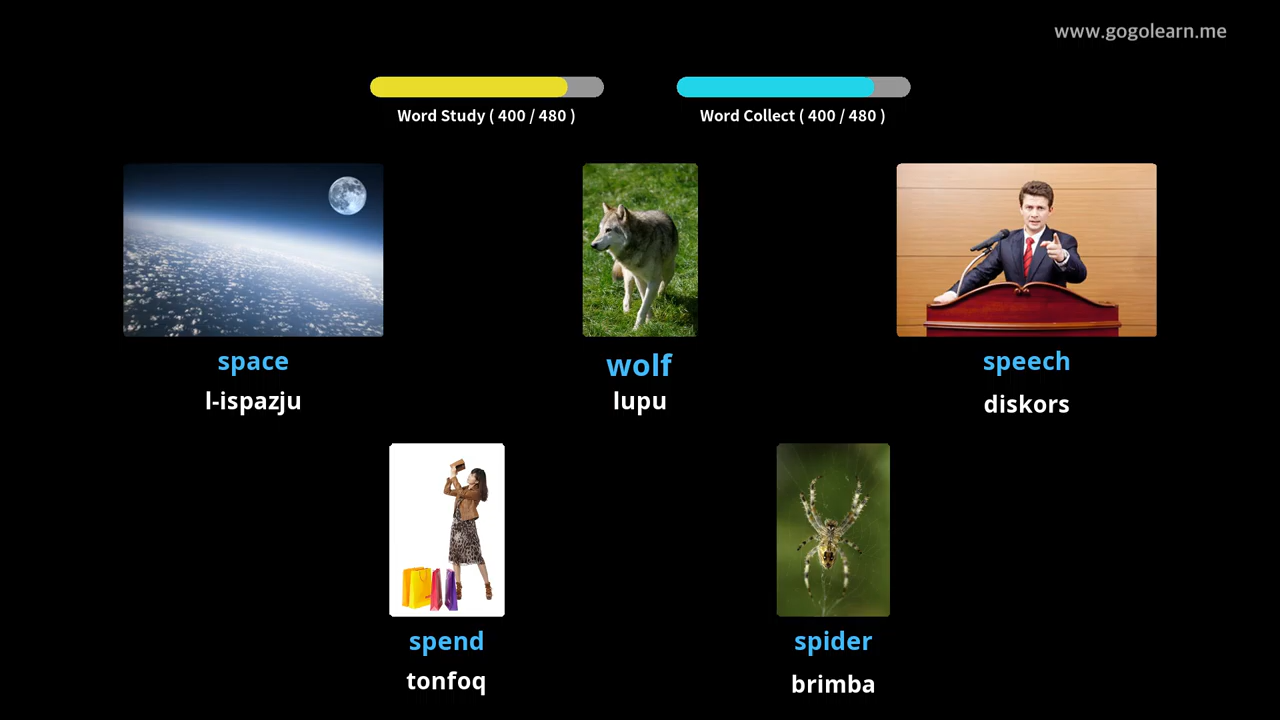 www.gogolearn.me
Word Study ( 400 / 480 )
Word Collect ( 400 / 480 )
space
wolf
speech
l-ispazju
lupu
diskors
spend
spider
tonfoq
brimba